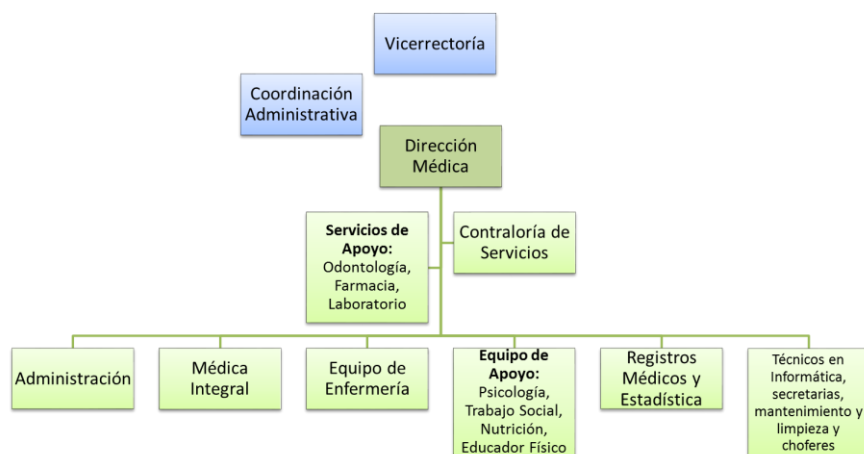 Vicerrectoría
Coordinación
Administrativa
Dirección
Médica
Servicios de
Apoyo:
Odontología,
Farmacia,
Laboratorio
Contraloría de
Servicios
Administración
Médica
Integral
Equipo de
Enfermería
Equipo de
Apoyo:
Psicología,
Trabajo Social,
Nutrición,
Educador Físico
Registros
Médicos y
Estadística
Técnicos en
Informática,
secretarias,
mantenimiento y
limpieza y
choferes